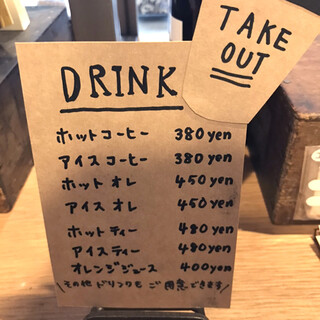 TAKE
OUT
DRINK
ホットコーヒー 380yen
アイスコーヒー 380yen
ホットオレ 450yen
アイスオレ 450yen
ホットティー 480yen
アイスティー 480yen
オレンジジュース 400yen
\その他ドリンクもご用意できます/